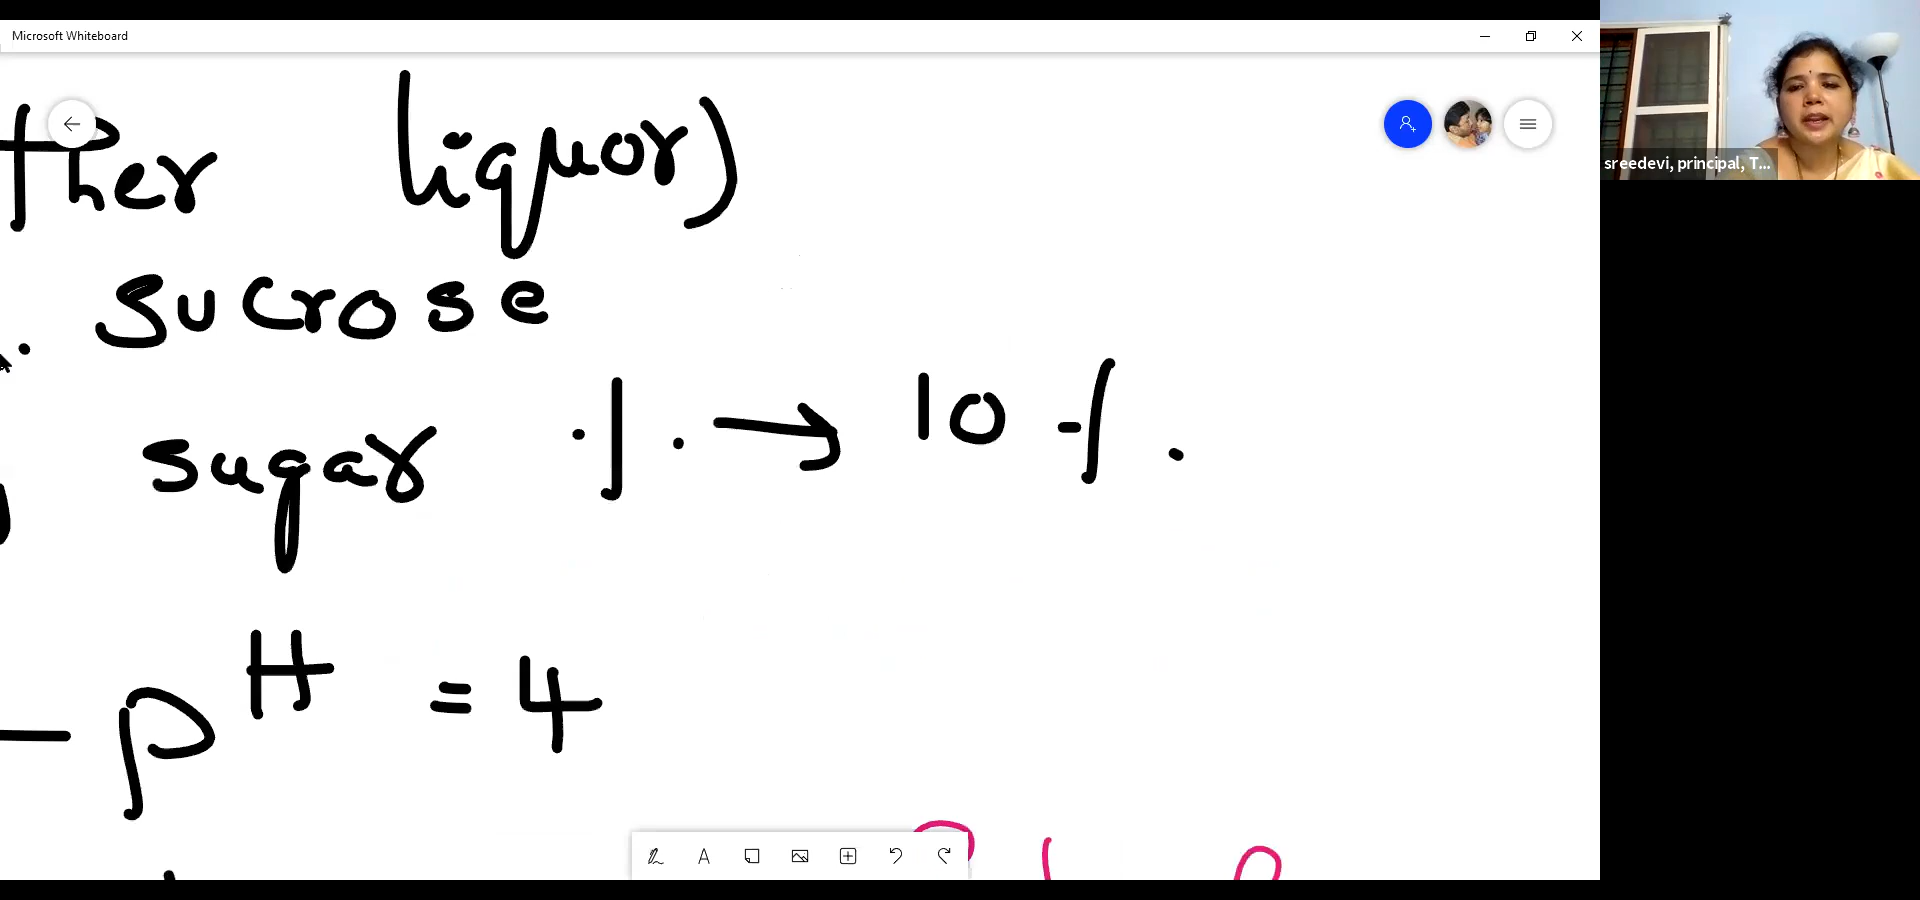 Microsoft Whiteboard
ther liquor)
sucrose
sugar % → 10 %
- pH = 4
sreedevi, principal, T...